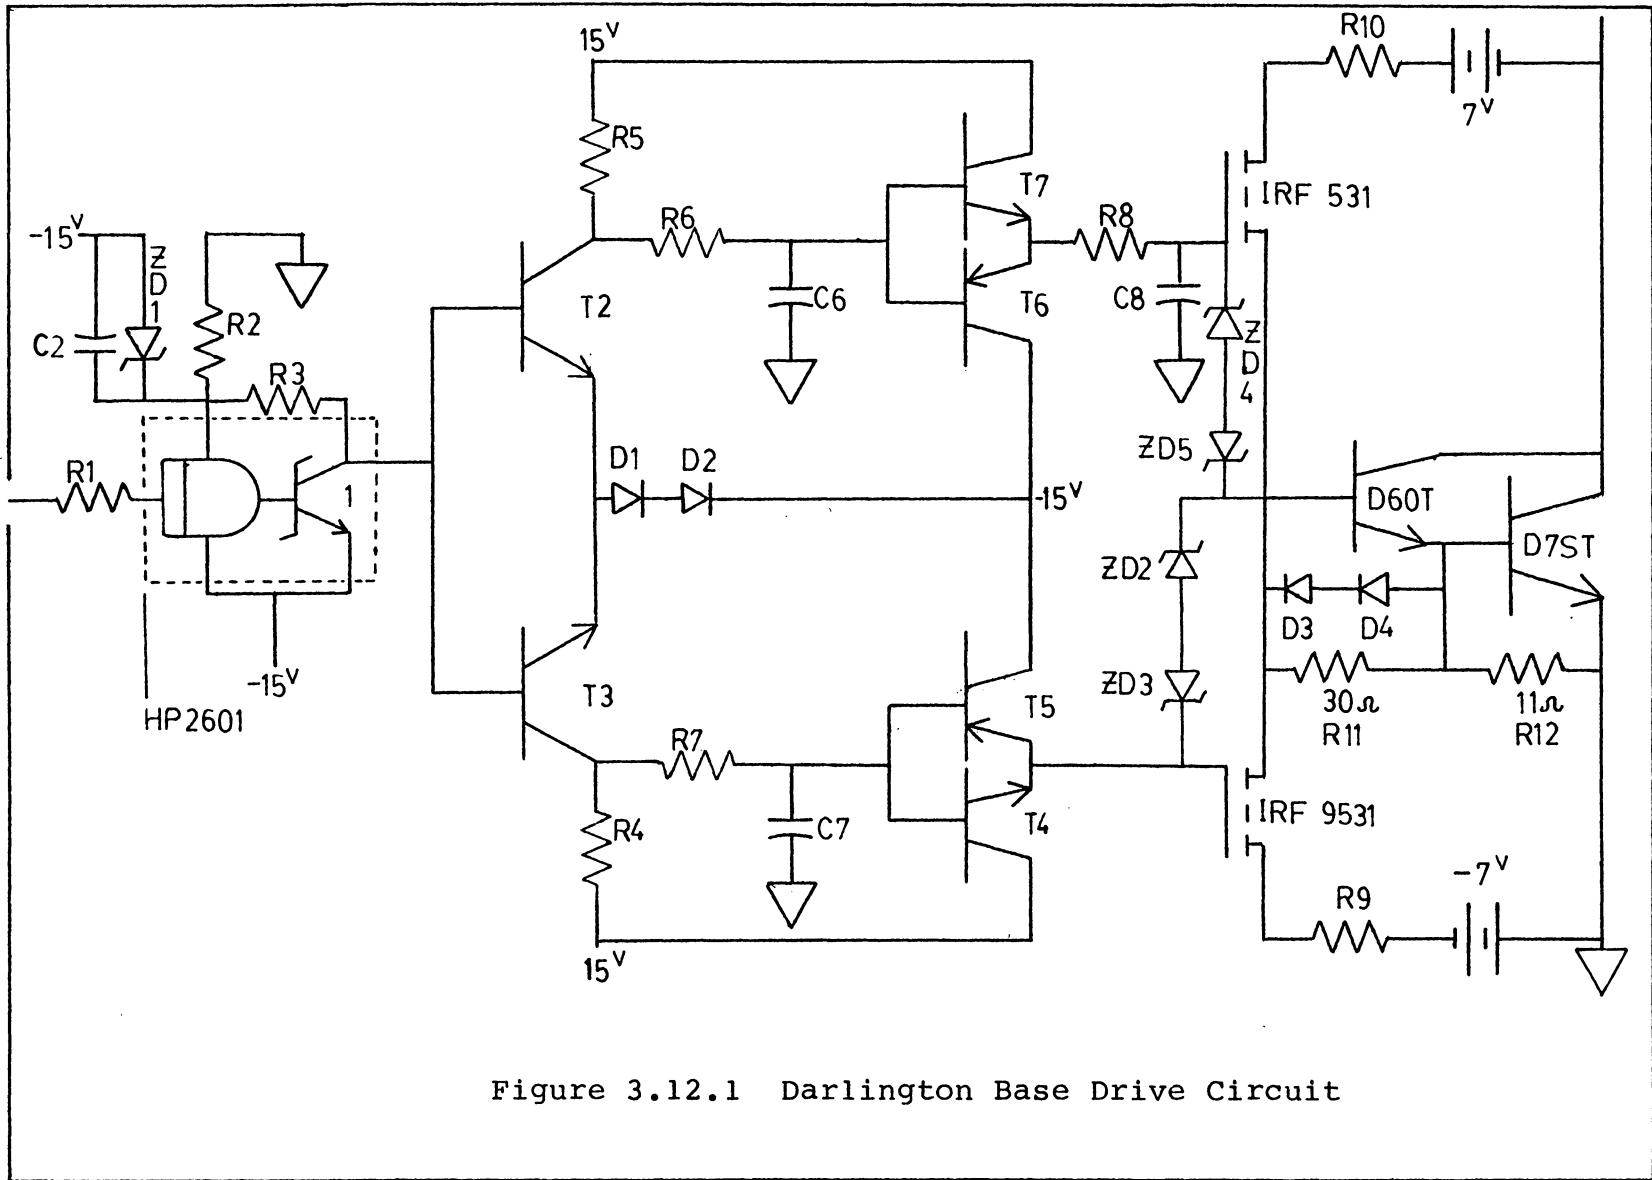 15V
R10
7V
R5
T7
IRF 531
R6
R8
-15V
ZD1
T2
C6
T6
C8
ZD4
C2
R2
R3
R1
1
D1
D2
-15V
ZD5
D60T
D7ST
ZD2
D3
D4
-15V
HP2601
T3
ZD3
30Ω
R11
11Ω
R12
T5
R7
R4
C7
T4
IRF 9531
-7V
R9
15V
Figure 3.12.1 Darlington Base Drive Circuit